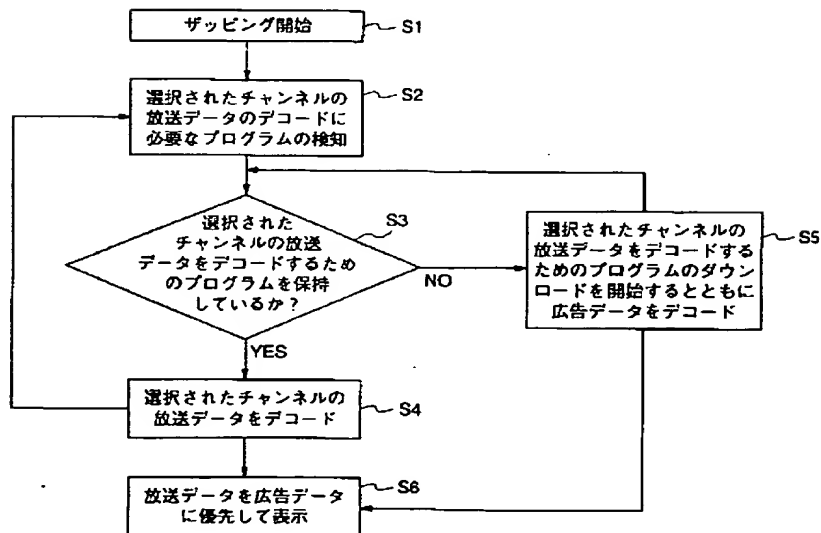 ザッピング開始
S1
選択されたチャンネルの
放送データのデコードに
必要なプログラムの検知
S2
選択された
チャンネルの放送
データをデコードするため
のプログラムを保持
しているか?
S3
NO
YES
選択されたチャンネルの
放送データをデコードする
ためのプログラムのダウン
ロードを開始するとともに
広告データをデコード
S5
選択されたチャンネルの
放送データをデコード
S4
放送データを広告データ
に優先して表示
S6